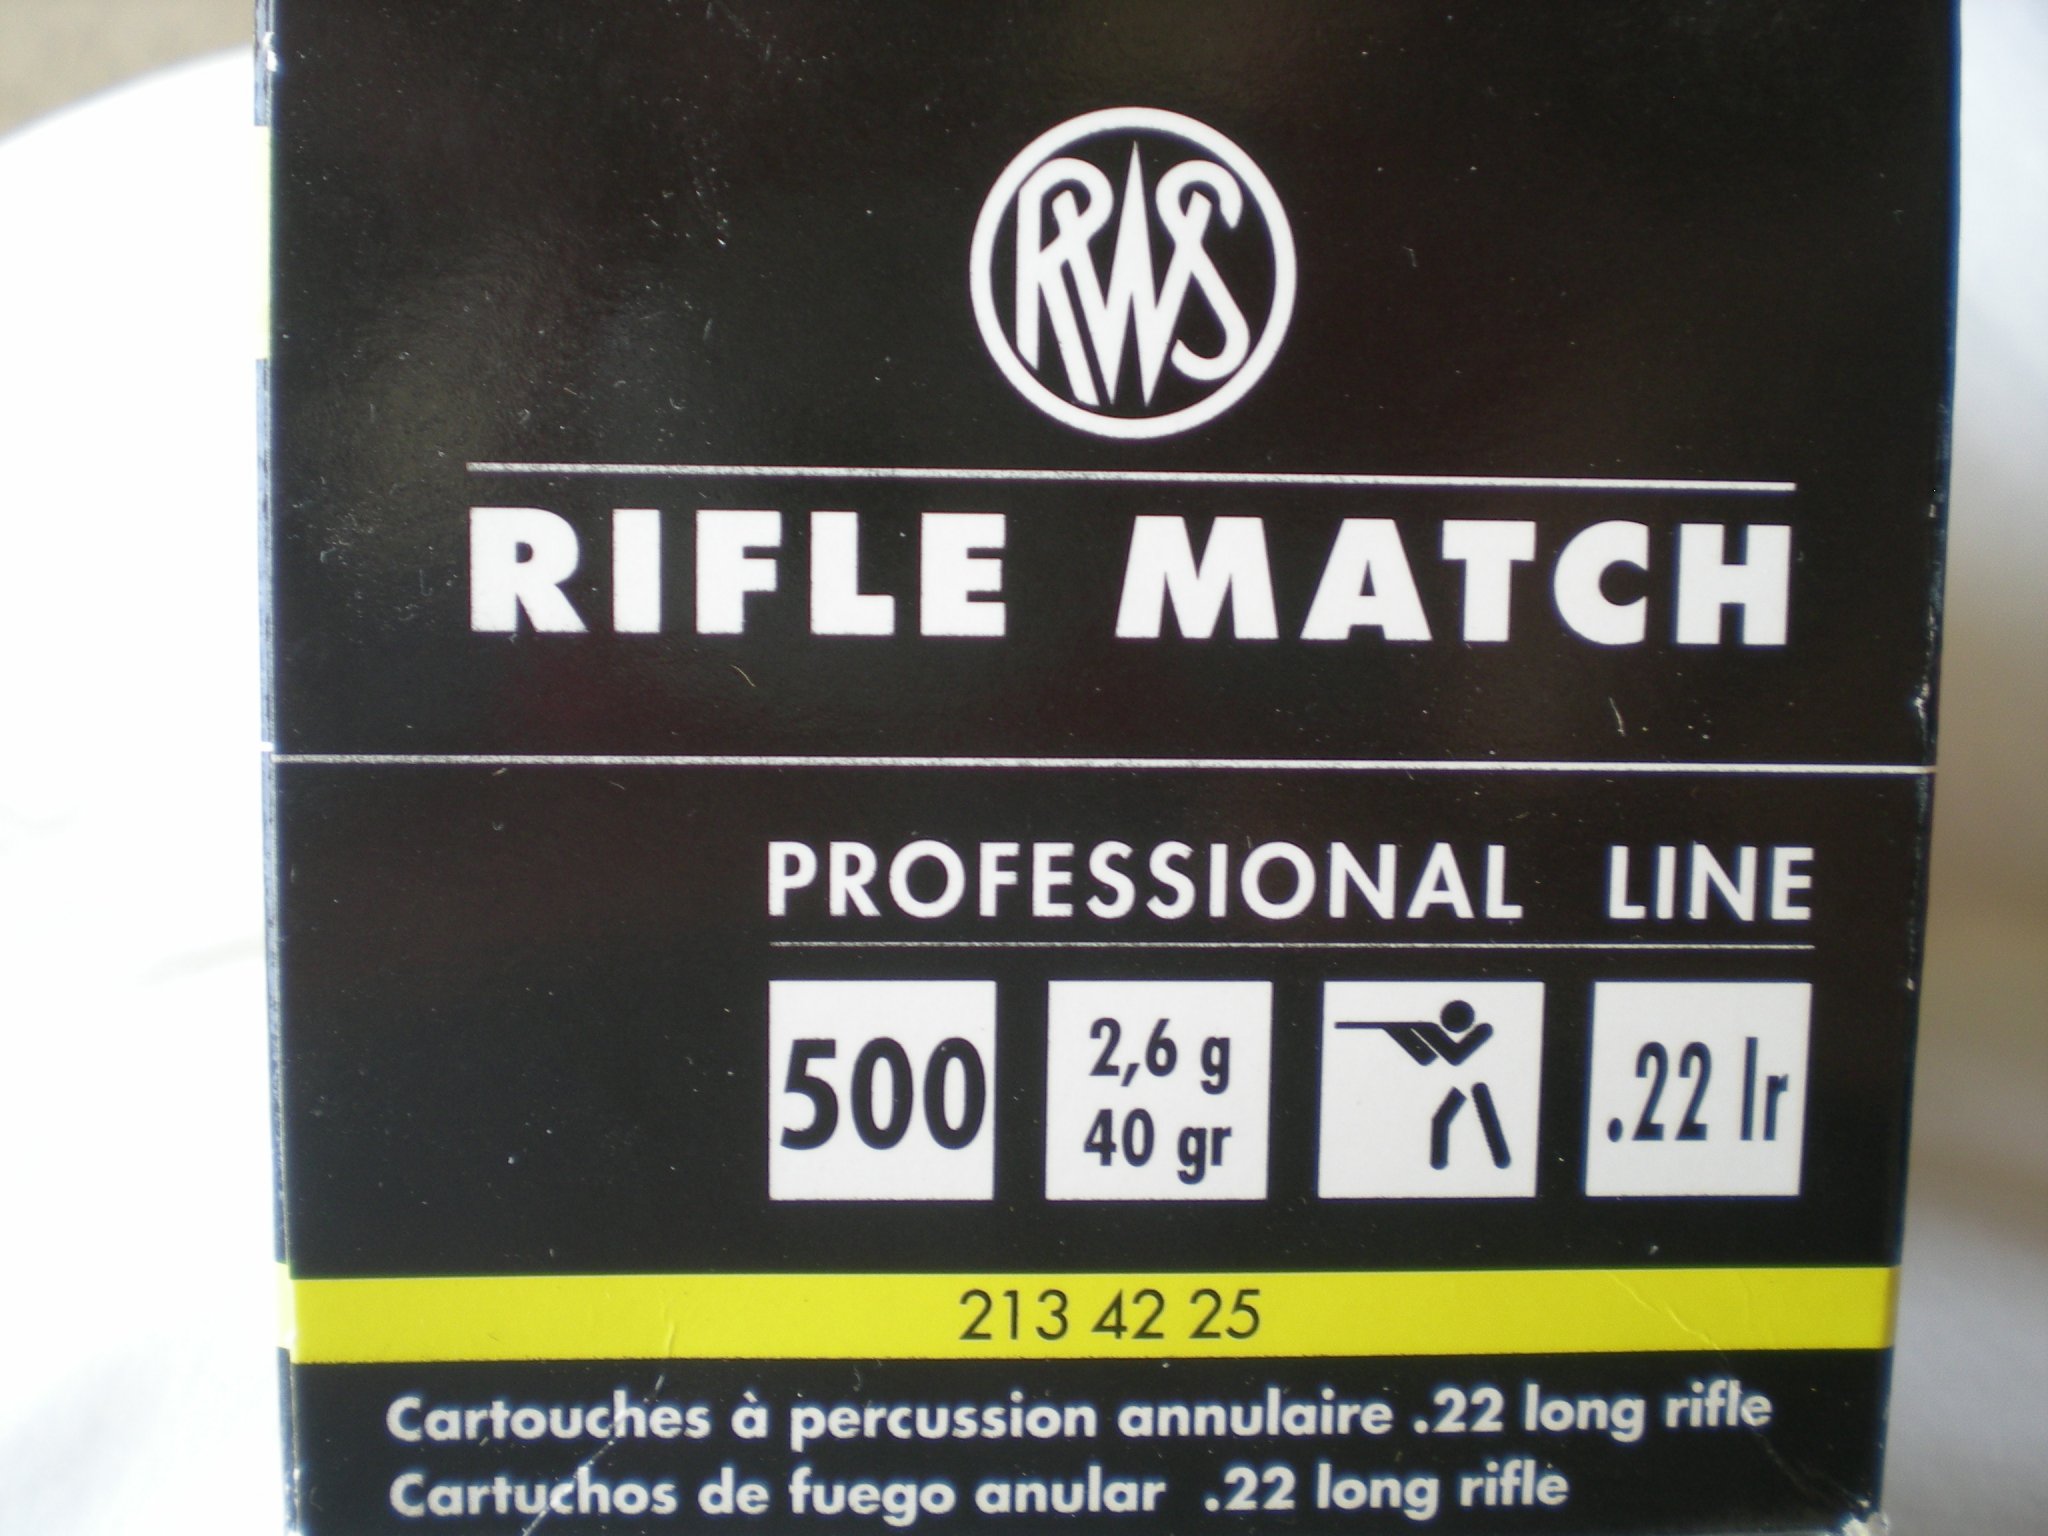 RWS
RIFLE MATCH
PROFESSIONAL LINE
500
2,6 g
40 gr
.22 lr
213 42 25
Cartouches à percussion annulaire .22 long rifle
Cartuchos de fuego anular .22 long rifle